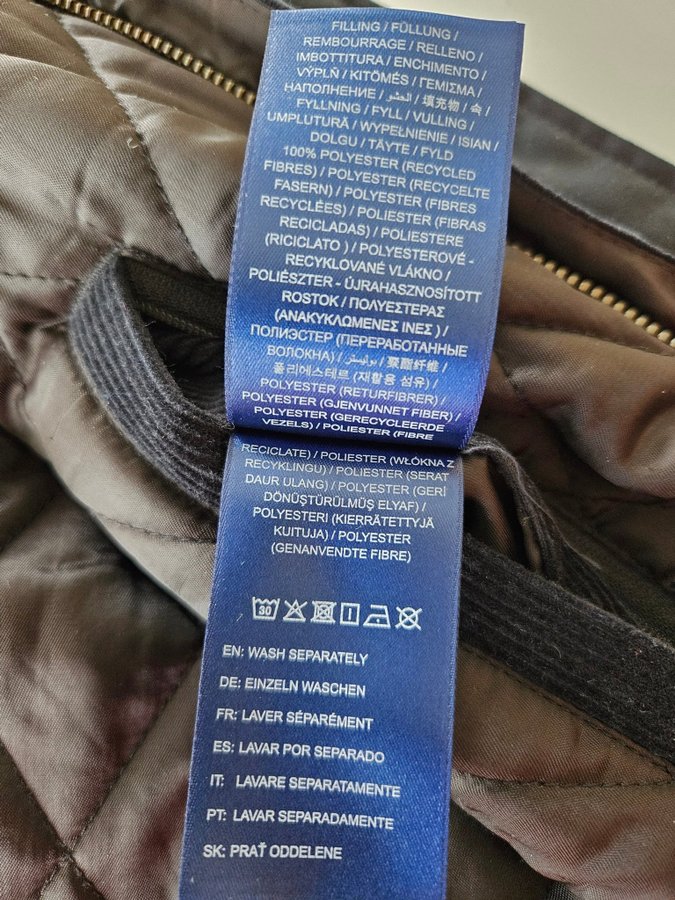 FILLING / FÜLLUNG /
REMBOURRAGE / RELLENO /
IMBOTTITURA / ENCHIMENTO /
VÝPLŇ / KITÖMÉS / ΓΕΜΙΣΜΑ /
НАПОЛНЕНИЕ / الحشو / 填充物 / 속 /
FYLLNING / FYLL / VULLING /
UMPLUTURĂ / WYPEŁNIENIE / ISIAN /
DOLGU / TÄYTE / FYLD
100% POLYESTER (RECYCLED
FIBRES) / POLYESTER (RECYCELTE
FASERN) / POLYESTER (FIBRES
RECYCLÉES) / POLIÉSTER (FIBRAS
RECICLADAS) / POLIESTERE
(RICICLATO ) / POLYESTEROVÉ -
RECYKLOVANÉ VLÁKNO /
POLIÉSZTER - ÚJRAHASZNOSÍTOTT
ROSTOK / ΠΟΛΥΕΣΤΕΡΑΣ
(ΑΝΑΚΥΚΛΩΜΕΝΕΣ ΙΝΕΣ ) /
ПОЛИЭСТЕР (ПЕРЕРАБОТАННЫЕ
ВОЛОКНА) / بوليستر / 聚酯纤维 /
폴리에스테르 (재활용 섬유) /
POLYESTER (RETURFIBRER) /
POLYESTER (GJENVUNNET FIBER) /
POLYESTER (GERECYCLEERDE
VEZELS) / POLIESTER (FIBRE
RECICLATE) / POLIESTER (WŁÓKNA Z
RECYKLINGU) / POLIESTER (SERAT
DAUR ULANG) / POLYESTER (GERİ
DÖNÜŞTÜRÜLMÜŞ ELYAF) /
POLYESTERI (KIERRÄTETTYJÄ
KUITUJA) / POLYESTER
(GENANVENDTE FIBRE)
30
EN: WASH SEPARATELY
DE: EINZELN WASCHEN
FR: LAVER SÉPARÉMENT
ES: LAVAR POR SEPARADO
IT: LAVARE SEPARATAMENTE
PT: LAVAR SEPARADAMENTE
SK: PRAŤ ODDELENE